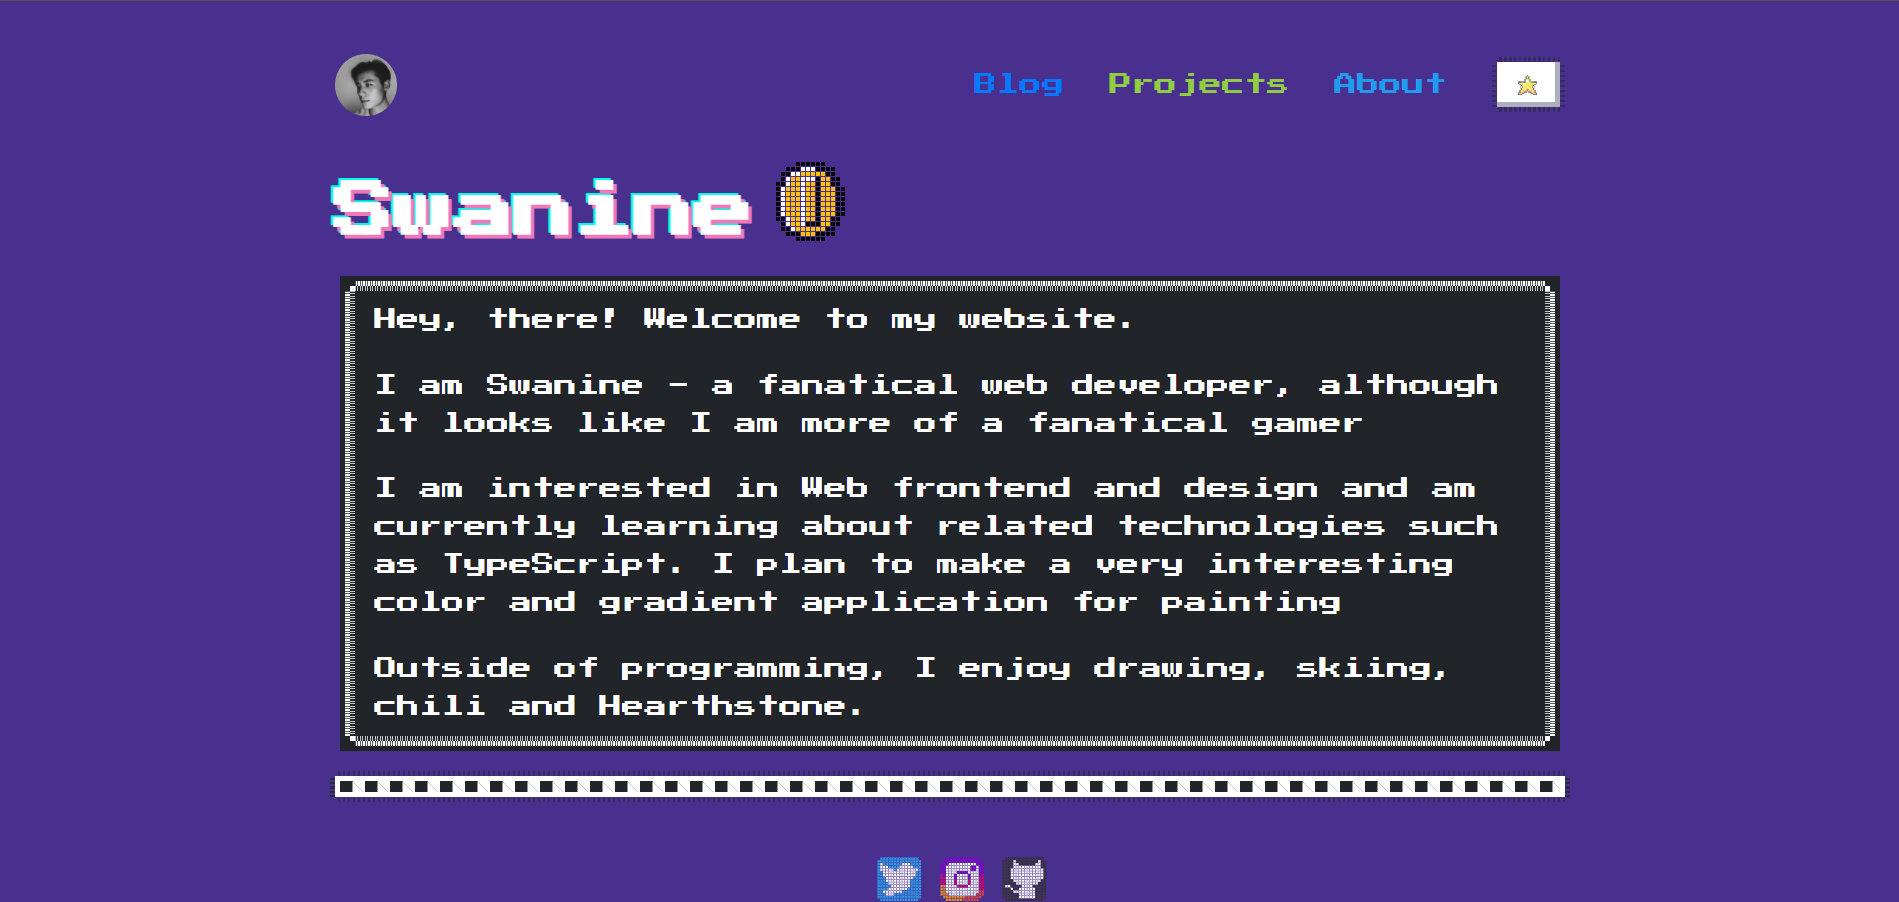 Blog Projects About
Swanine
Hey, there! Welcome to my website.
I am Swanine - a fanatical web developer, although
it looks like I am more of a fanatical gamer
I am interested in Web frontend and design and am
currently learning about related technologies such
as TypeScript. I plan to make a very interesting
color and gradient application for painting
Outside of programming, I enjoy drawing, skiing,
chili and Hearthstone.